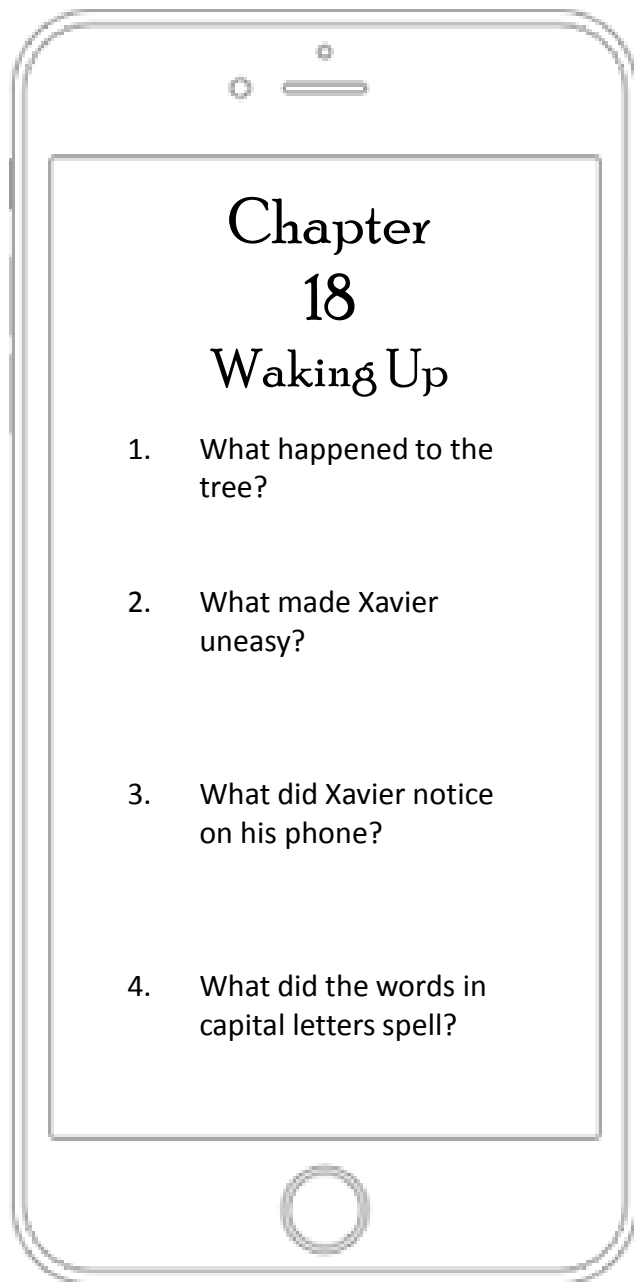 Chapter
18
Waking Up
1. What happened to the
tree?
2. What made Xavier
uneasy?
3. What did Xavier notice
on his phone?
4. What did the words in
capital letters spell?